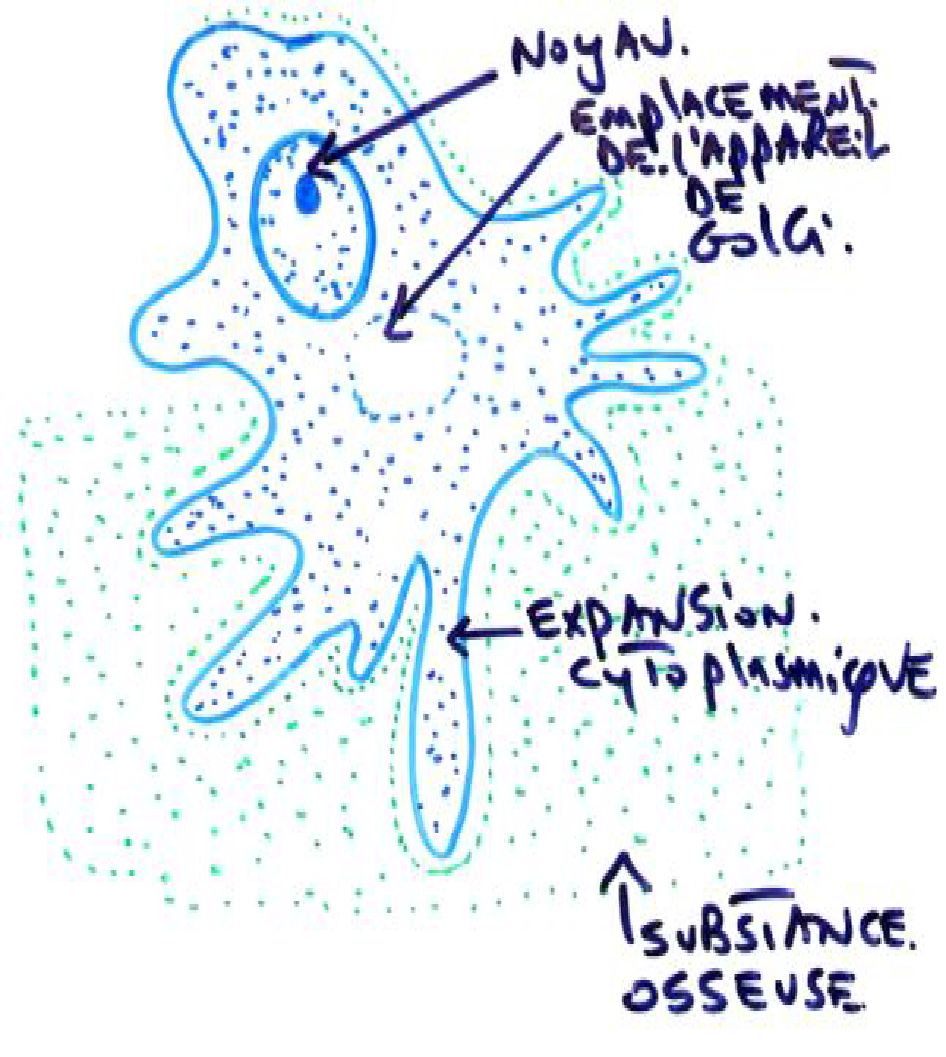 NOyAU.
EMplACEMENT.
DE.l'AppAREiL
DE
GolGi.
EXpANSiON.
CyToplasmiqUE
SUBSTANCE.
OSSEUSE